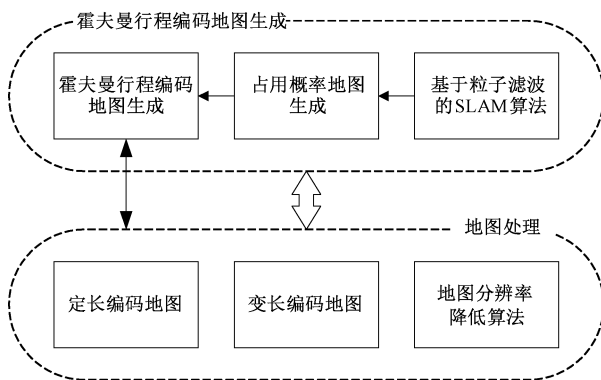 霍夫曼行程编码地图生成
霍夫曼行程编码
地图生成
占用概率地图
生成
基于粒子滤波
的SLAM算法
地图处理
定长编码地图
变长编码地图
地图分辨率
降低算法